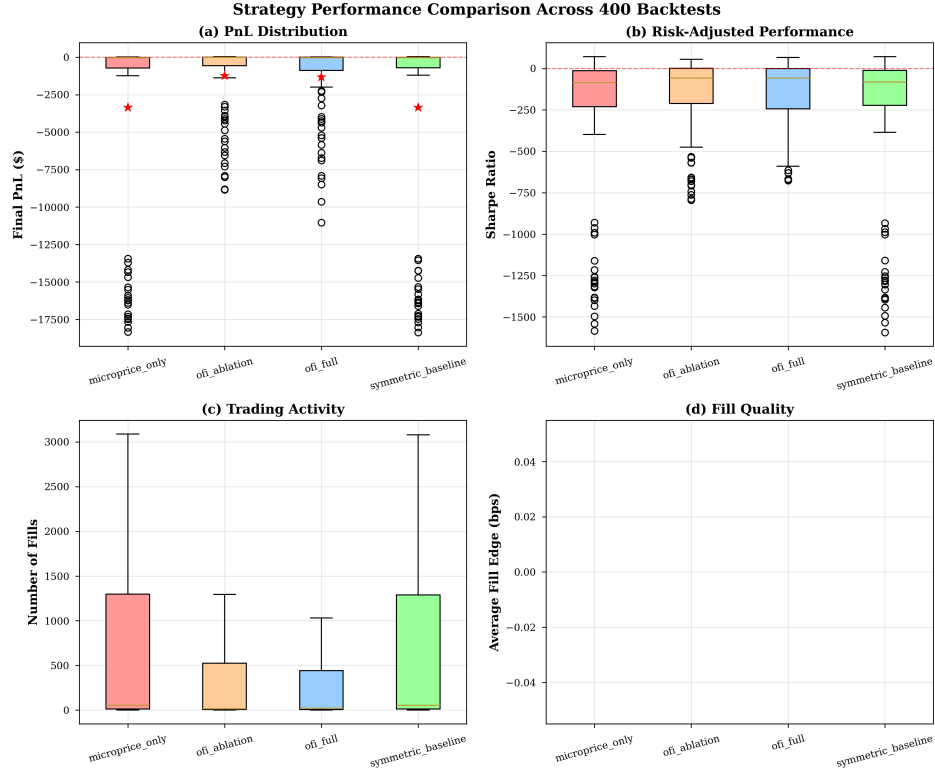 Strategy Performance Comparison Across 400 Backtests
(a) PnL Distribution
Final PnL ($)
0
−2500
−5000
−7500
−10000
−12500
−15000
−17500
microprice_only
ofi_ablation
ofi_full
symmetric_baseline
(b) Risk-Adjusted Performance
Sharpe Ratio
0
−250
−500
−750
−1000
−1250
−1500
microprice_only
ofi_ablation
ofi_full
symmetric_baseline
(c) Trading Activity
Number of Fills
3000
2500
2000
1500
1000
500
0
microprice_only
ofi_ablation
ofi_full
symmetric_baseline
(d) Fill Quality
Average Fill Edge (bps)
0.04
0.02
0.00
−0.02
−0.04
microprice_only
ofi_ablation
ofi_full
symmetric_baseline